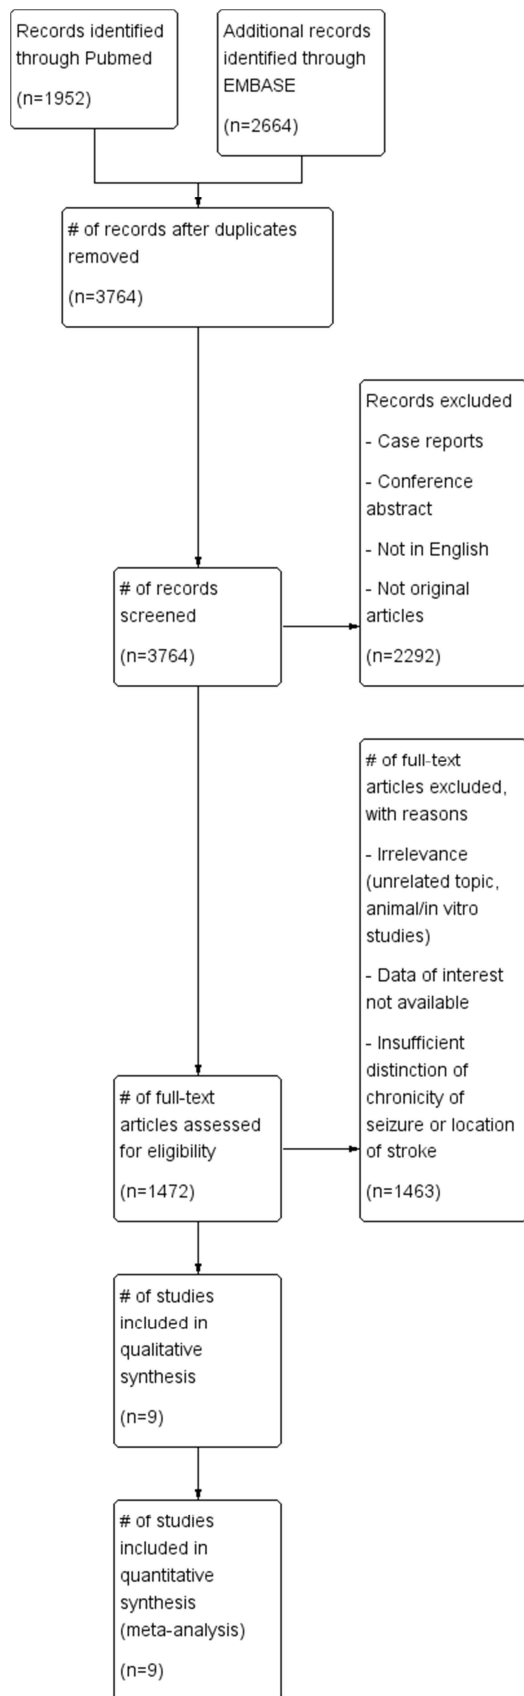 Records identified
through Pubmed
(n=1952)
Additional records
identified through
EMBASE
(n=2664)
# of records after duplicates
removed
(n=3764)
Records excluded
- Case reports
- Conference
abstract
- Not in English
- Not original
articles
(n=2292)
# of records
screened
(n=3764)
# of full-text
articles excluded,
with reasons
- Irrelevance
(unrelated topic,
animal/in vitro
studies)
- Data of interest
not available
- Insufficient
distinction of
chronicity of
seizure or location
of stroke
(n=1463)
# of full-text
articles assessed
for eligibility
(n=1472)
# of studies
included in
qualitative
synthesis
(n=9)
# of studies
included in
quantitative
synthesis
(meta-analysis)
(n=9)